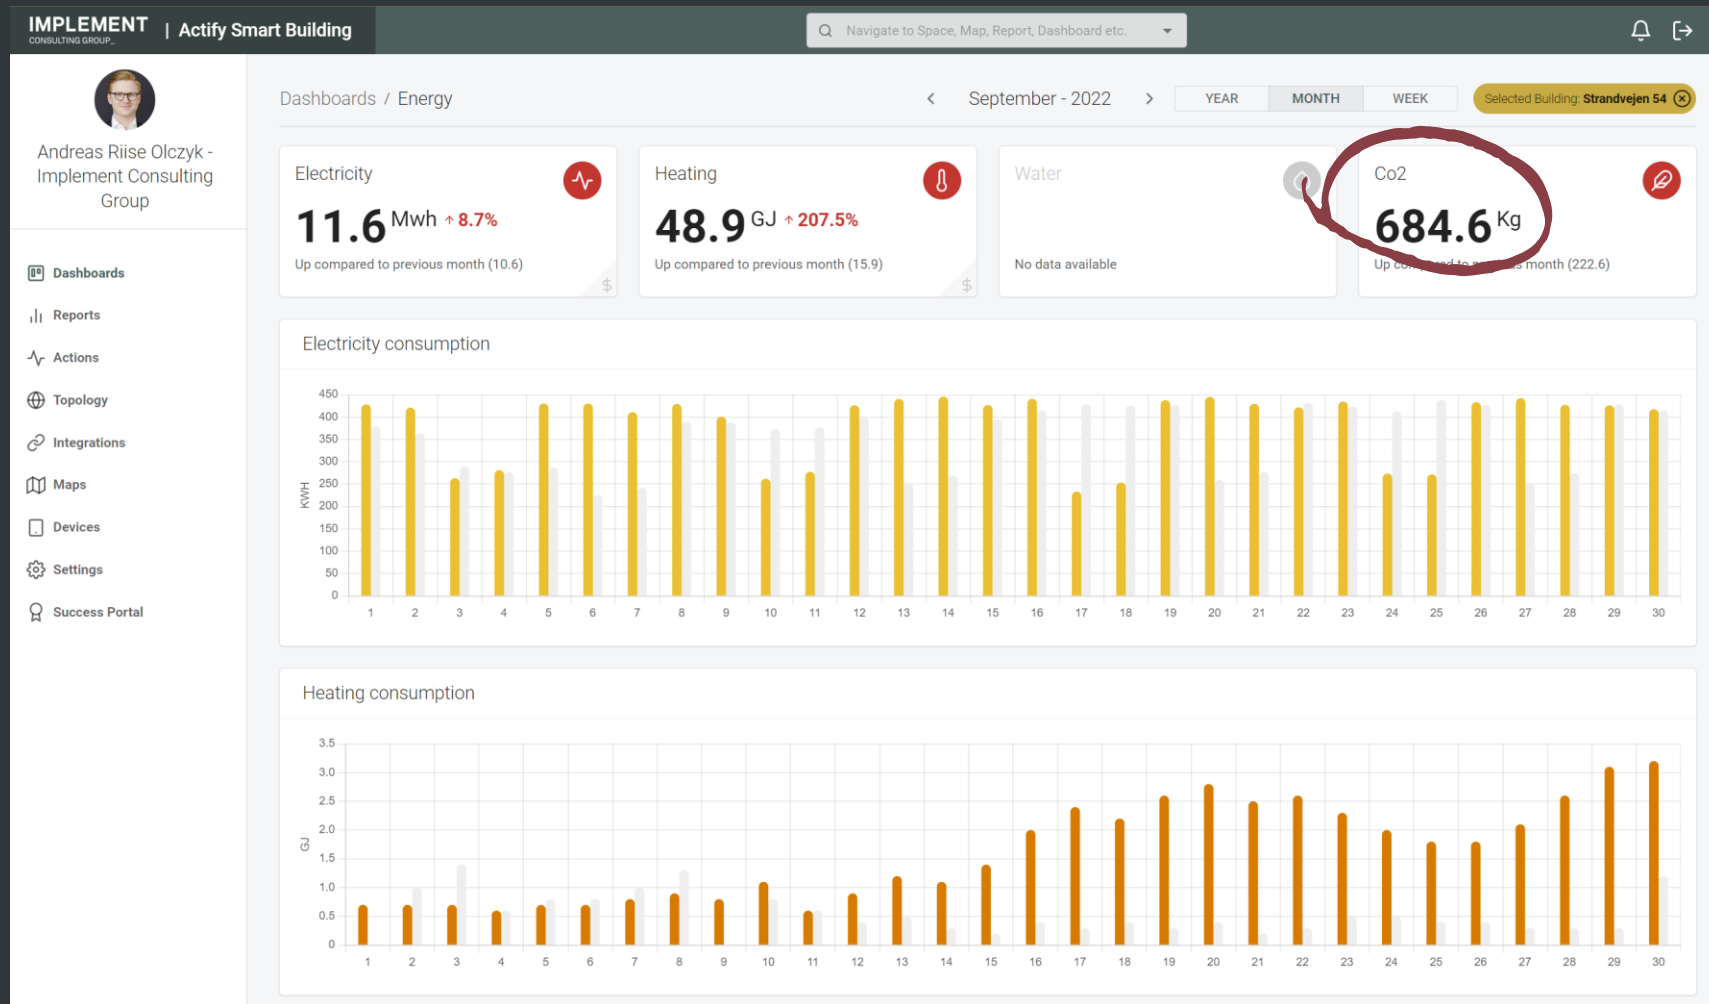 IMPLEMENT
CONSULTING GROUP_
| Actify Smart Building
Navigate to Space, Map, Report, Dashboard etc.
Andreas Riise Olczyk -
Implement Consulting
Group
Dashboards
Reports
Actions
Topology
Integrations
Maps
Devices
Settings
Success Portal
Dashboards / Energy
September - 2022
YEAR MONTH WEEK
Selected Building: Strandvejen 54
Electricity
11.6 Mwh ↑ 8.7%
Up compared to previous month (10.6)
$
Heating
48.9 GJ ↑ 207.5%
Up compared to previous month (15.9)
$
Water
No data available
Co2
684.6 Kg
Up compared to previous month (222.6)
Electricity consumption
KWH
450
400
350
300
250
200
150
100
50
0
1 2 3 4 5 6 7 8 9 10 11 12 13 14 15 16 17 18 19 20 21 22 23 24 25 26 27 28 29 30
Heating consumption
GJ
3.5
3.0
2.5
2.0
1.5
1.0
0.5
0
1 2 3 4 5 6 7 8 9 10 11 12 13 14 15 16 17 18 19 20 21 22 23 24 25 26 27 28 29 30